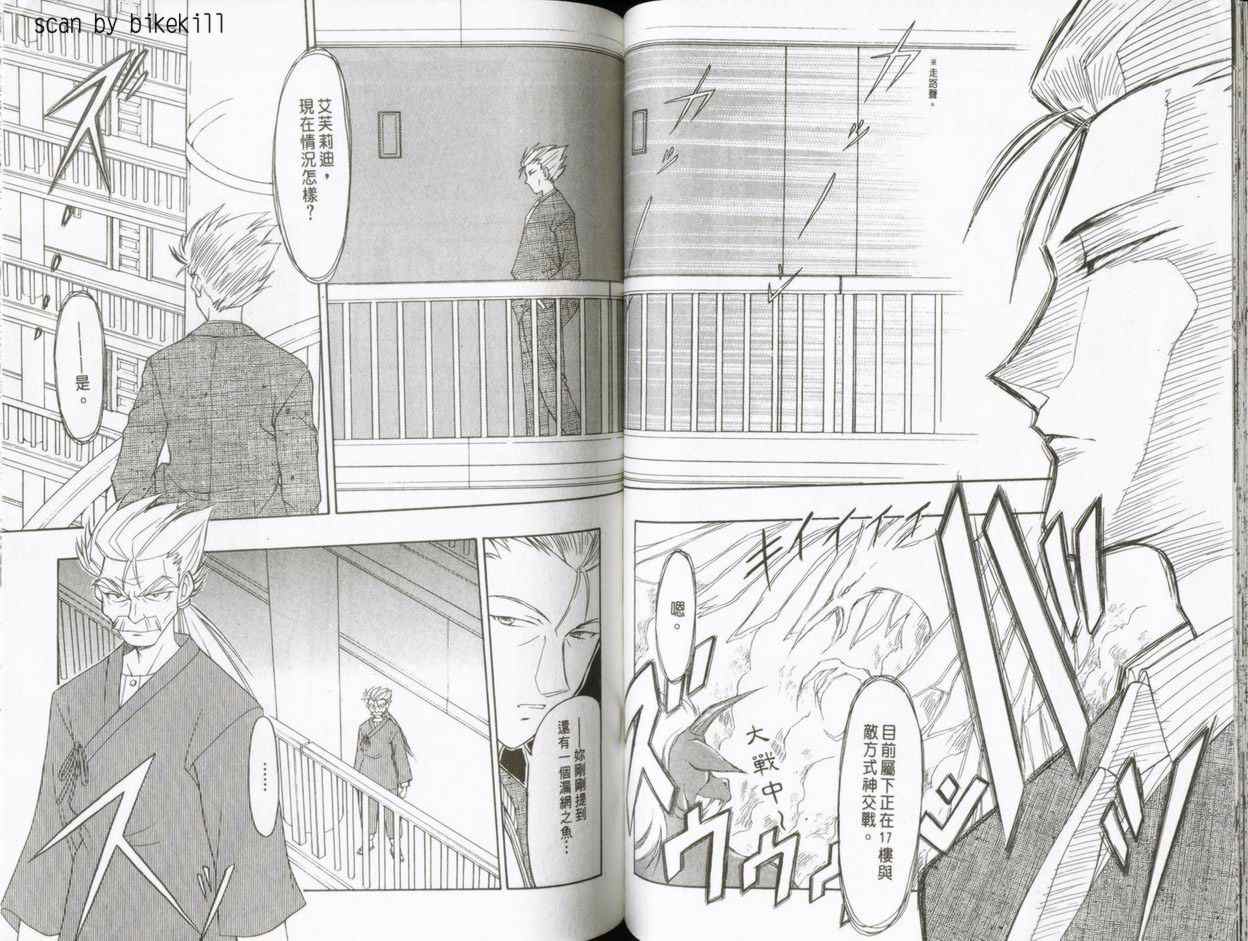 scan by bikekill
※走路聲。
艾芙莉迪，
現在情況怎樣？
——是。
嗯。
大戰中～
目前屬下正在17樓與
敵方式神交戰。
——妳剛剛提到
還有一個漏網之魚…
……